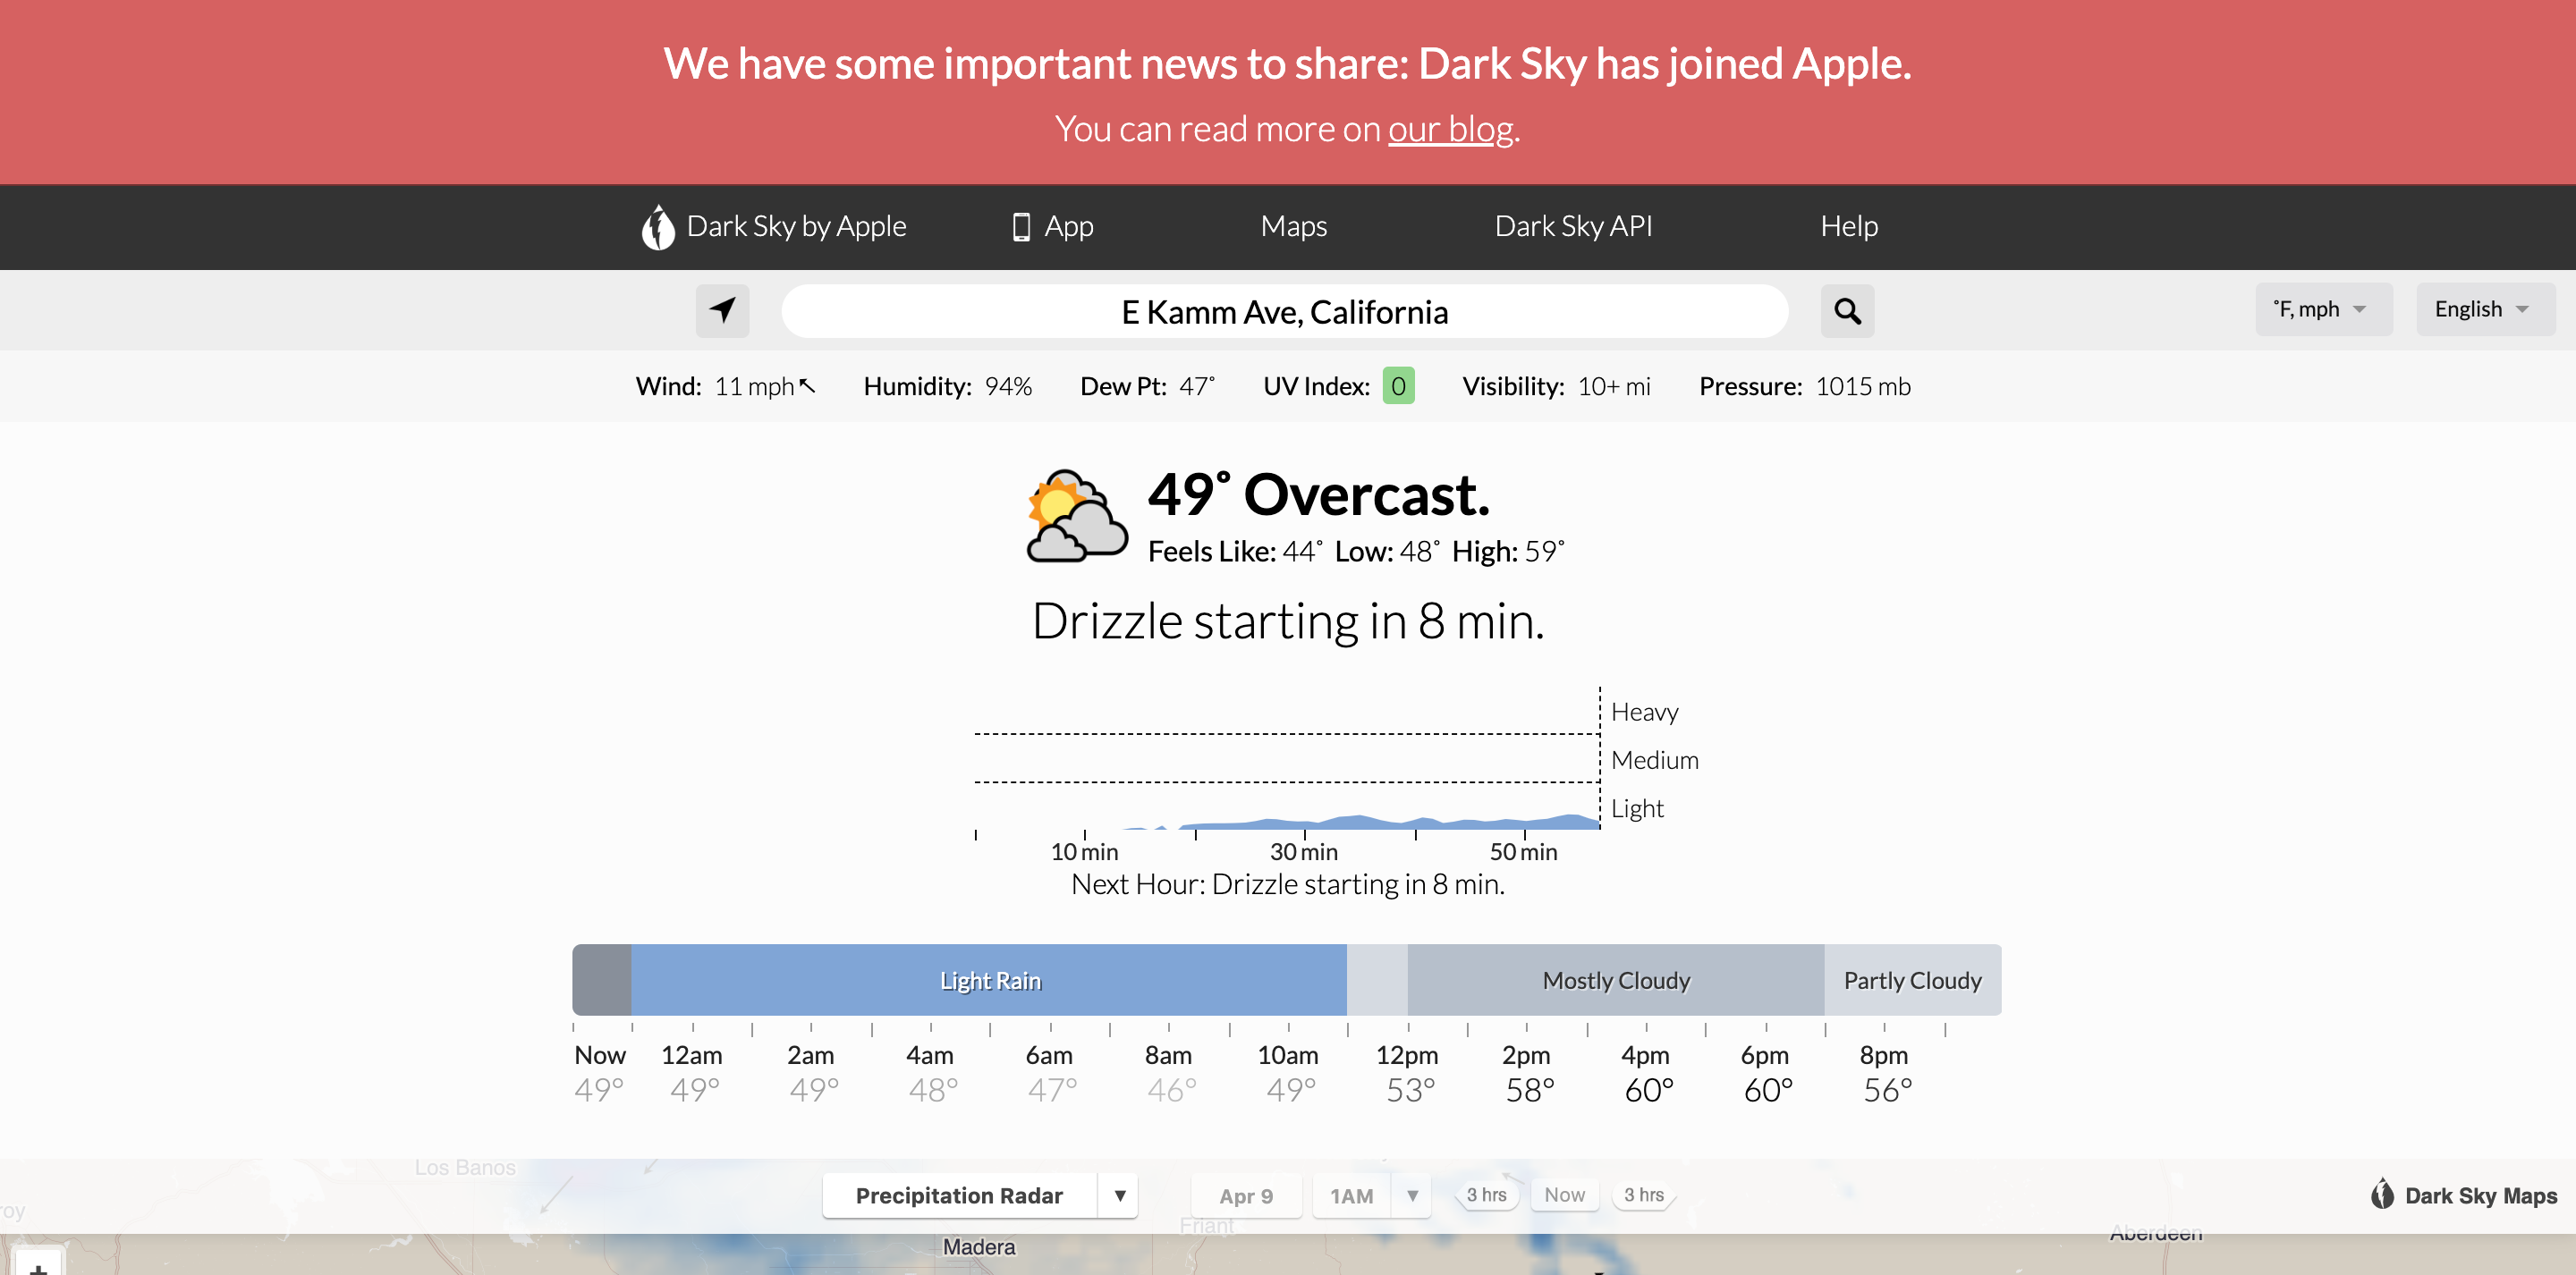 We have some important news to share: Dark Sky has joined Apple.
You can read more on our blog.
Dark Sky by Apple App Maps Dark Sky API Help
E Kamm Ave, California
˚F, mph English
Wind: 11 mph Humidity: 94% Dew Pt: 47˚ UV Index: 0 Visibility: 10+ mi Pressure: 1015 mb
49˚ Overcast.
Feels Like: 44˚ Low: 48˚ High: 59˚
Drizzle starting in 8 min.
Heavy
Medium
Light
10 min 30 min 50 min
Next Hour: Drizzle starting in 8 min.
Light Rain Mostly Cloudy Partly Cloudy
Now 12am 2am 4am 6am 8am 10am 12pm 2pm 4pm 6pm 8pm
49° 49° 49° 48° 47° 46° 49° 53° 58° 60° 60° 56°
Los Banos
Precipitation Radar ▼ Apr 9 1AM ▼ 3 hrs Now 3 hrs Dark Sky Maps
Friant
Aberdeen
Madera
+